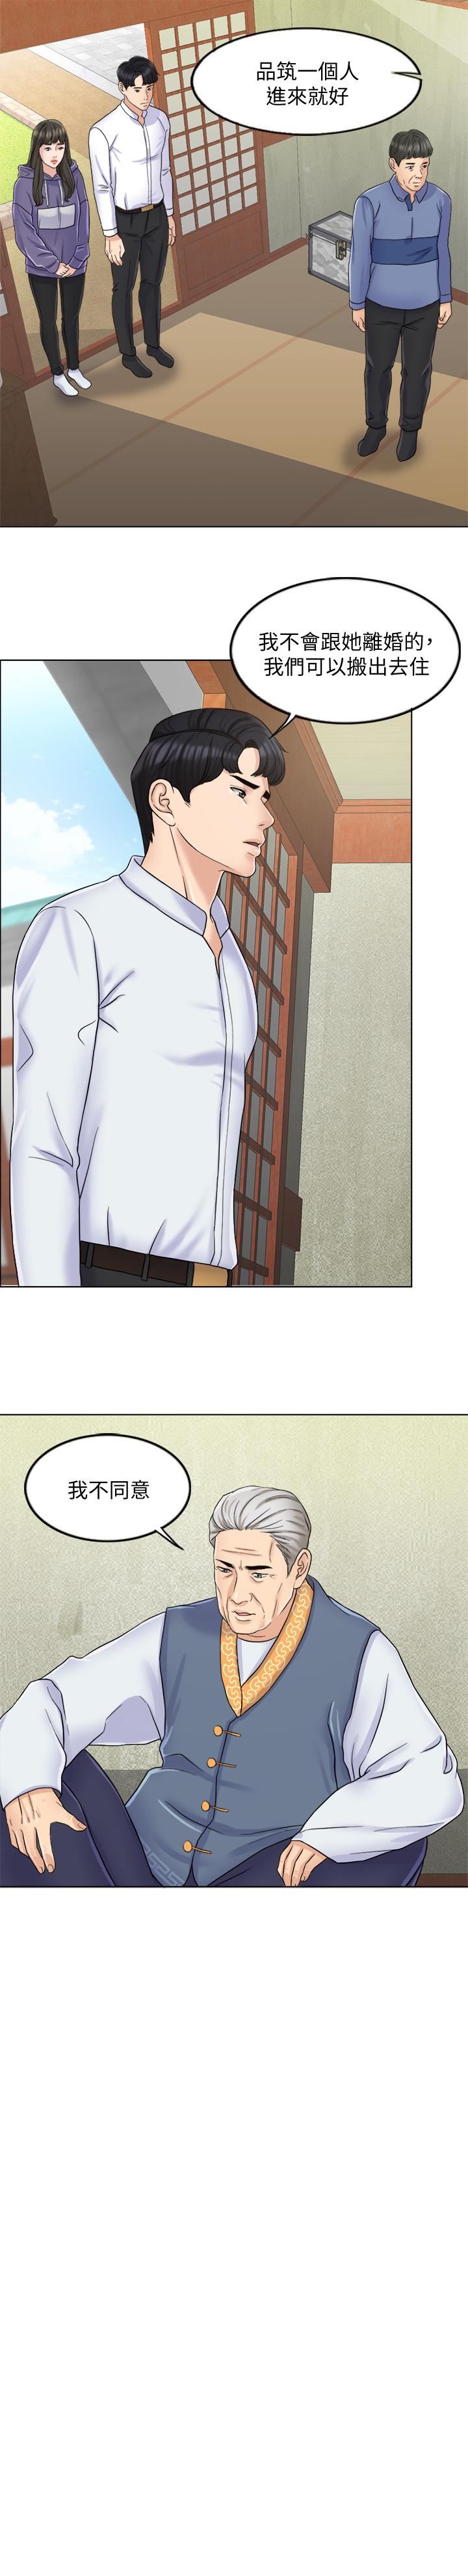 品筑一個人
進來就好
我不會跟她離婚的,
我們可以搬出去住
我不同意